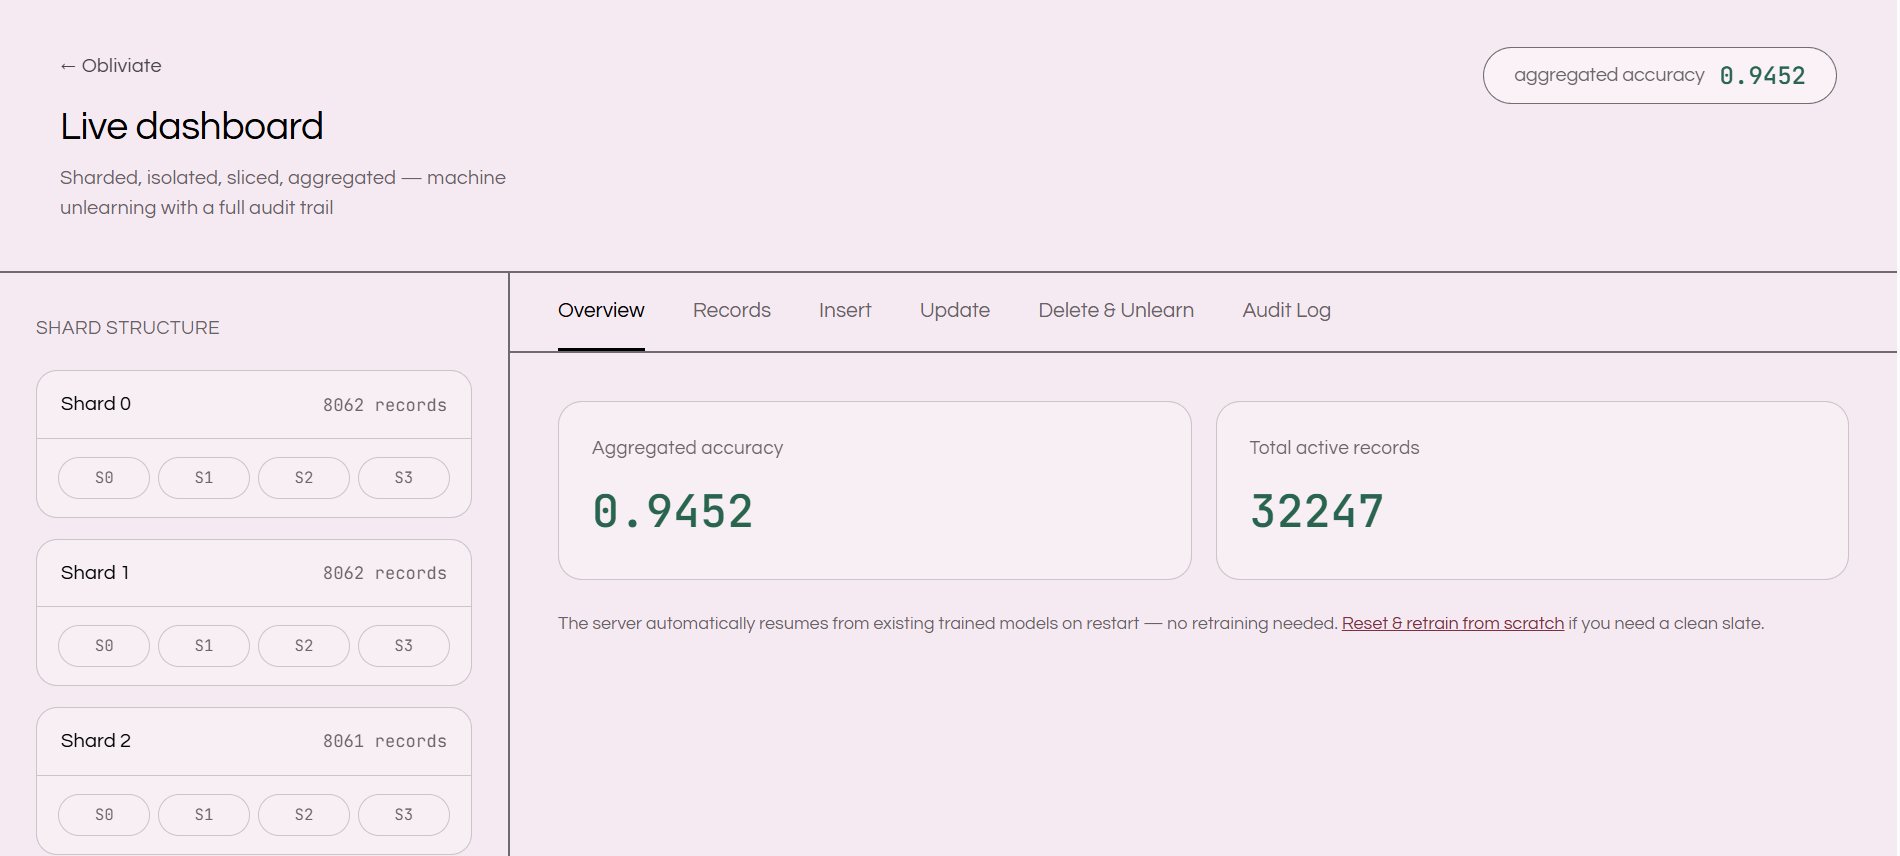 ← Obliviate
aggregated accuracy 0.9452
Live dashboard
Sharded, isolated, sliced, aggregated — machine
unlearning with a full audit trail
SHARD STRUCTURE
Shard 0 8062 records
S0 S1 S2 S3
Shard 1 8062 records
S0 S1 S2 S3
Shard 2 8061 records
S0 S1 S2 S3
Overview Records Insert Update Delete & Unlearn Audit Log
Aggregated accuracy
0.9452
Total active records
32247
The server automatically resumes from existing trained models on restart — no retraining needed. Reset & retrain from scratch if you need a clean slate.